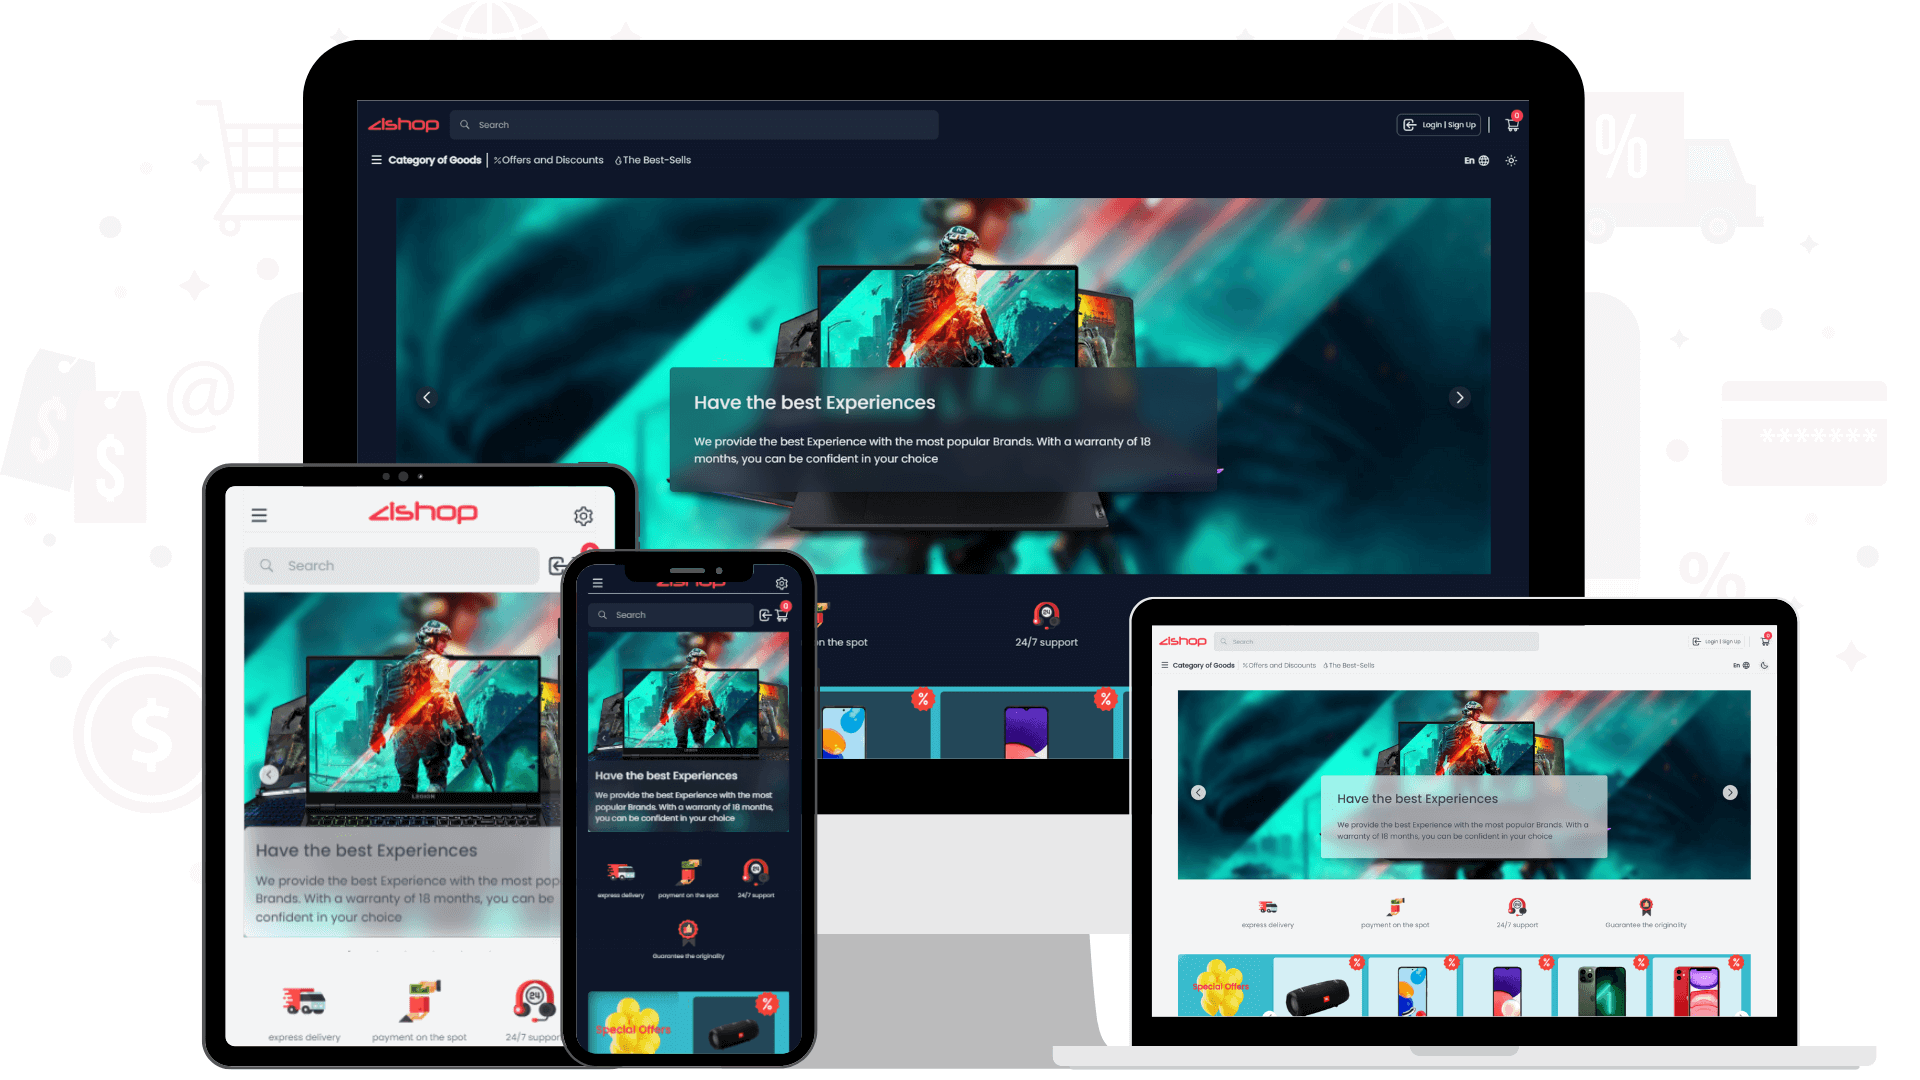 Zishop
Search
Login | Sign Up
0
Category of Goods
%Offers and Discounts
The Best-Sells
En
Have the best Experiences
We provide the best Experience with the most popular Brands. With a warranty of 18
months, you can be confident in your choice
on the spot
24/7 support
%
%
Zishop
Search
LEGION
Have the best Experiences
We provide the best Experience with the most pop
Brands. With a warranty of 18 months, you can be
confident in your choice
24
express delivery
payment on the spot
24/7 support
Zishop
Search
0
Have the best Experiences
We provide the best Experience with the most
popular Brands. With a warranty of 18 months,
you can be confident in your choice
express delivery
payment on the spot
24/7 support
Guarantee the originality
Special Offers
%
Zishop
Search
Login | Sign Up
0
Category of Goods
%Offers and Discounts
The Best-Sells
En
Have the best Experiences
We provide the best Experience with the most popular Brands. With a
warranty of 18 months, you can be confident in your choice
express delivery
payment on the spot
24/7 support
Guarantee the originality
Special Offers
%
%
%
%
%
%
@
$
$
$
%
*******
%